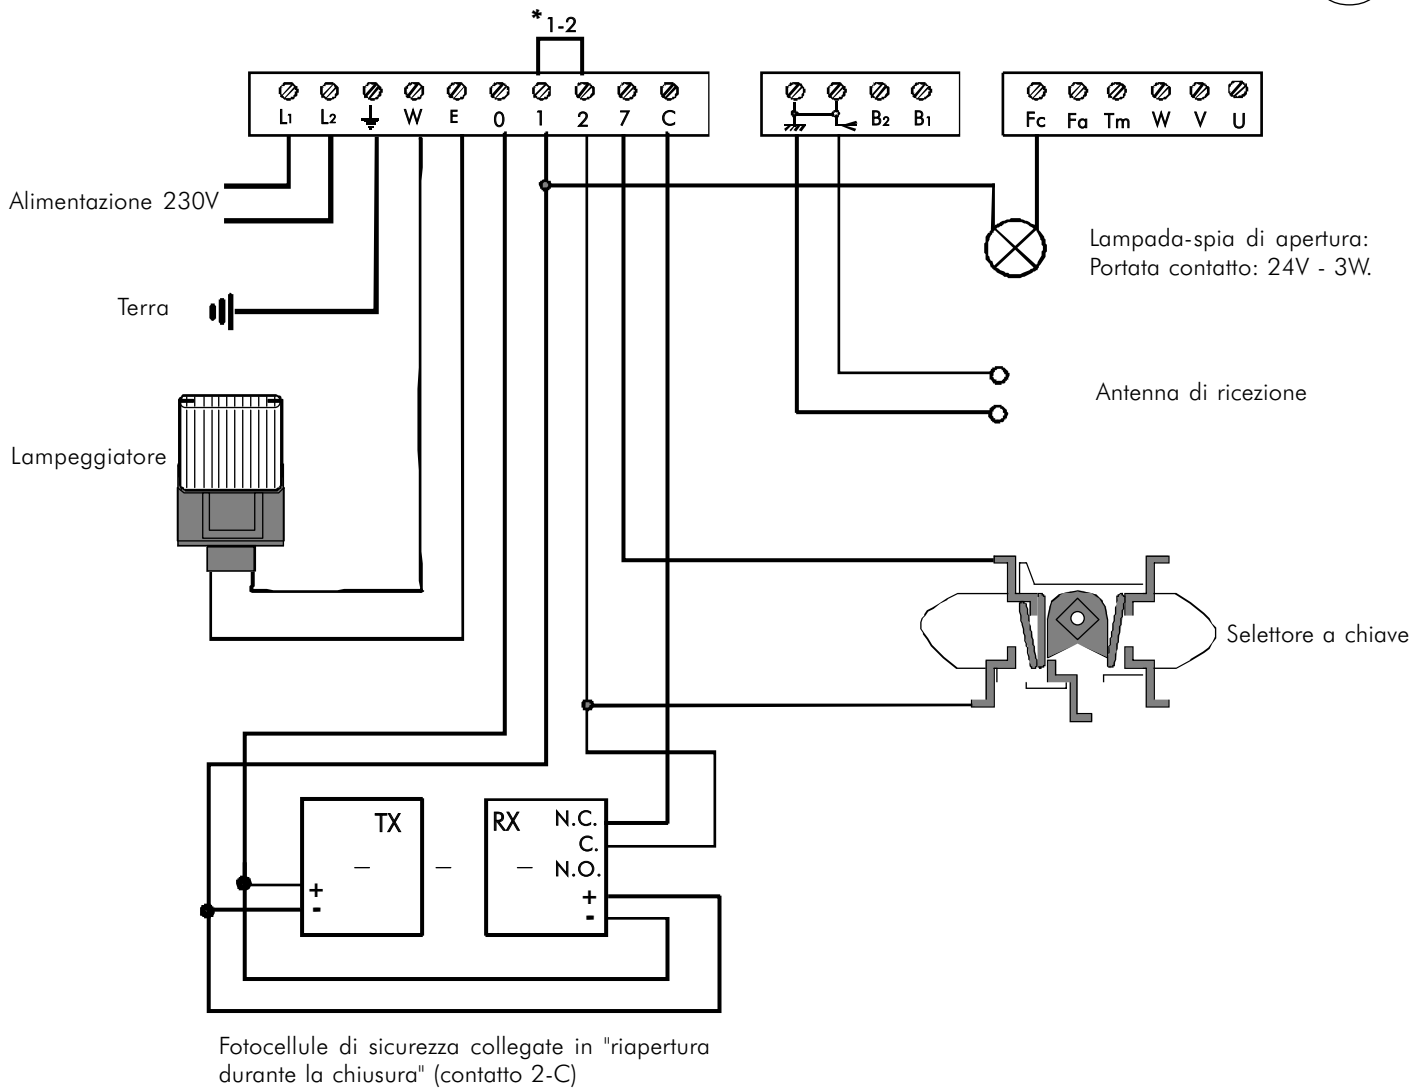 * 1-2
L1 L2 W E 0 1 2 7 C
B2 B1
Fc Fa Tm W V U
Alimentazione 230V
Lampada-spia di apertura:
Portata contatto: 24V - 3W.
Terra
Antenna di ricezione
Lampeggiatore
Selettore a chiave
TX
+
-
RX
N.C.
C.
N.O.
+
-
Fotocellule di sicurezza collegate in "riapertura
durante la chiusura" (contatto 2-C)